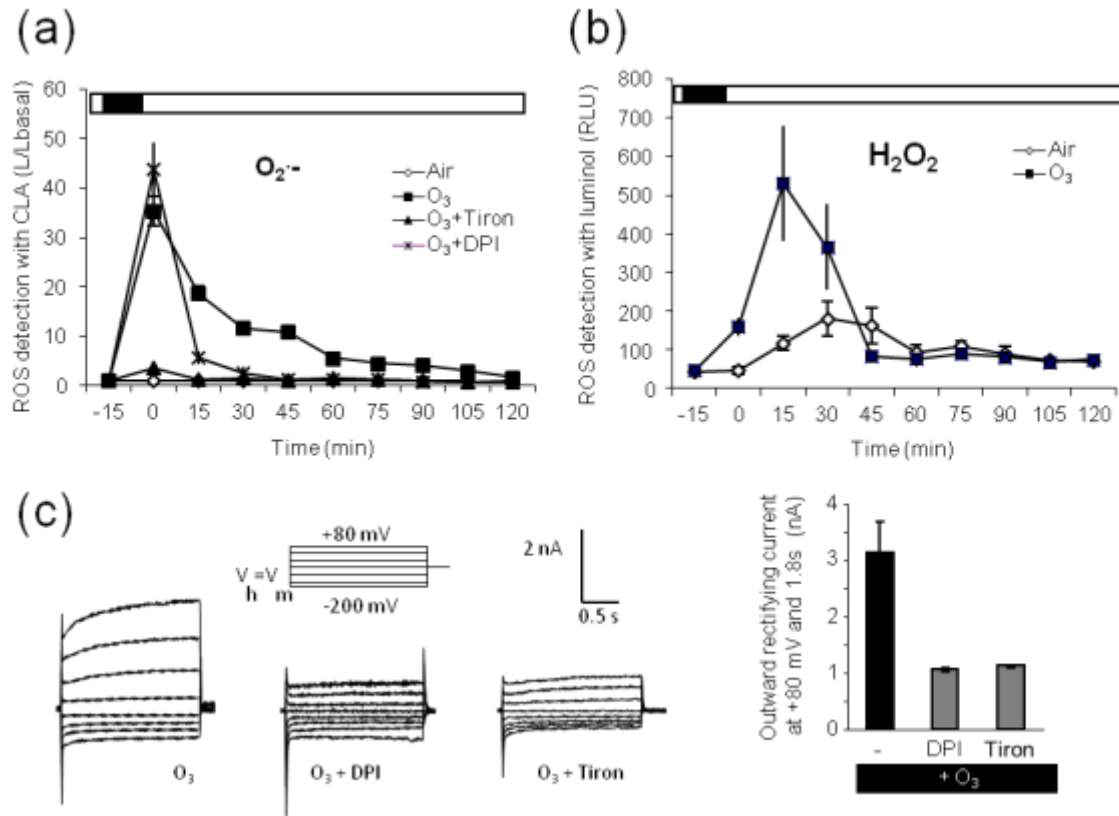 (a)
ROS detection with CLA (L/Lbasal)
60
50
40
30
20
10
0
O₂·-
Air
O₃
O₃+Tiron
O₃+DPI
-15 0 15 30 45 60 75 90 105 120
Time (min)
(b)
ROS detection with luminol (RLU)
800
700
600
500
400
300
200
100
0
H₂O₂
Air
O₃
-15 0 15 30 45 60 75 90 105 120
Time (min)
(c)
+80 mV
V =V
h m
-200 mV
2 nA
0.5 s
O₃
O₃ + DPI
O₃ + Tiron
Outward rectifying current
at +80 mV and 1.8s (nA)
4
3
2
1
0
- DPI Tiron
+ O₃